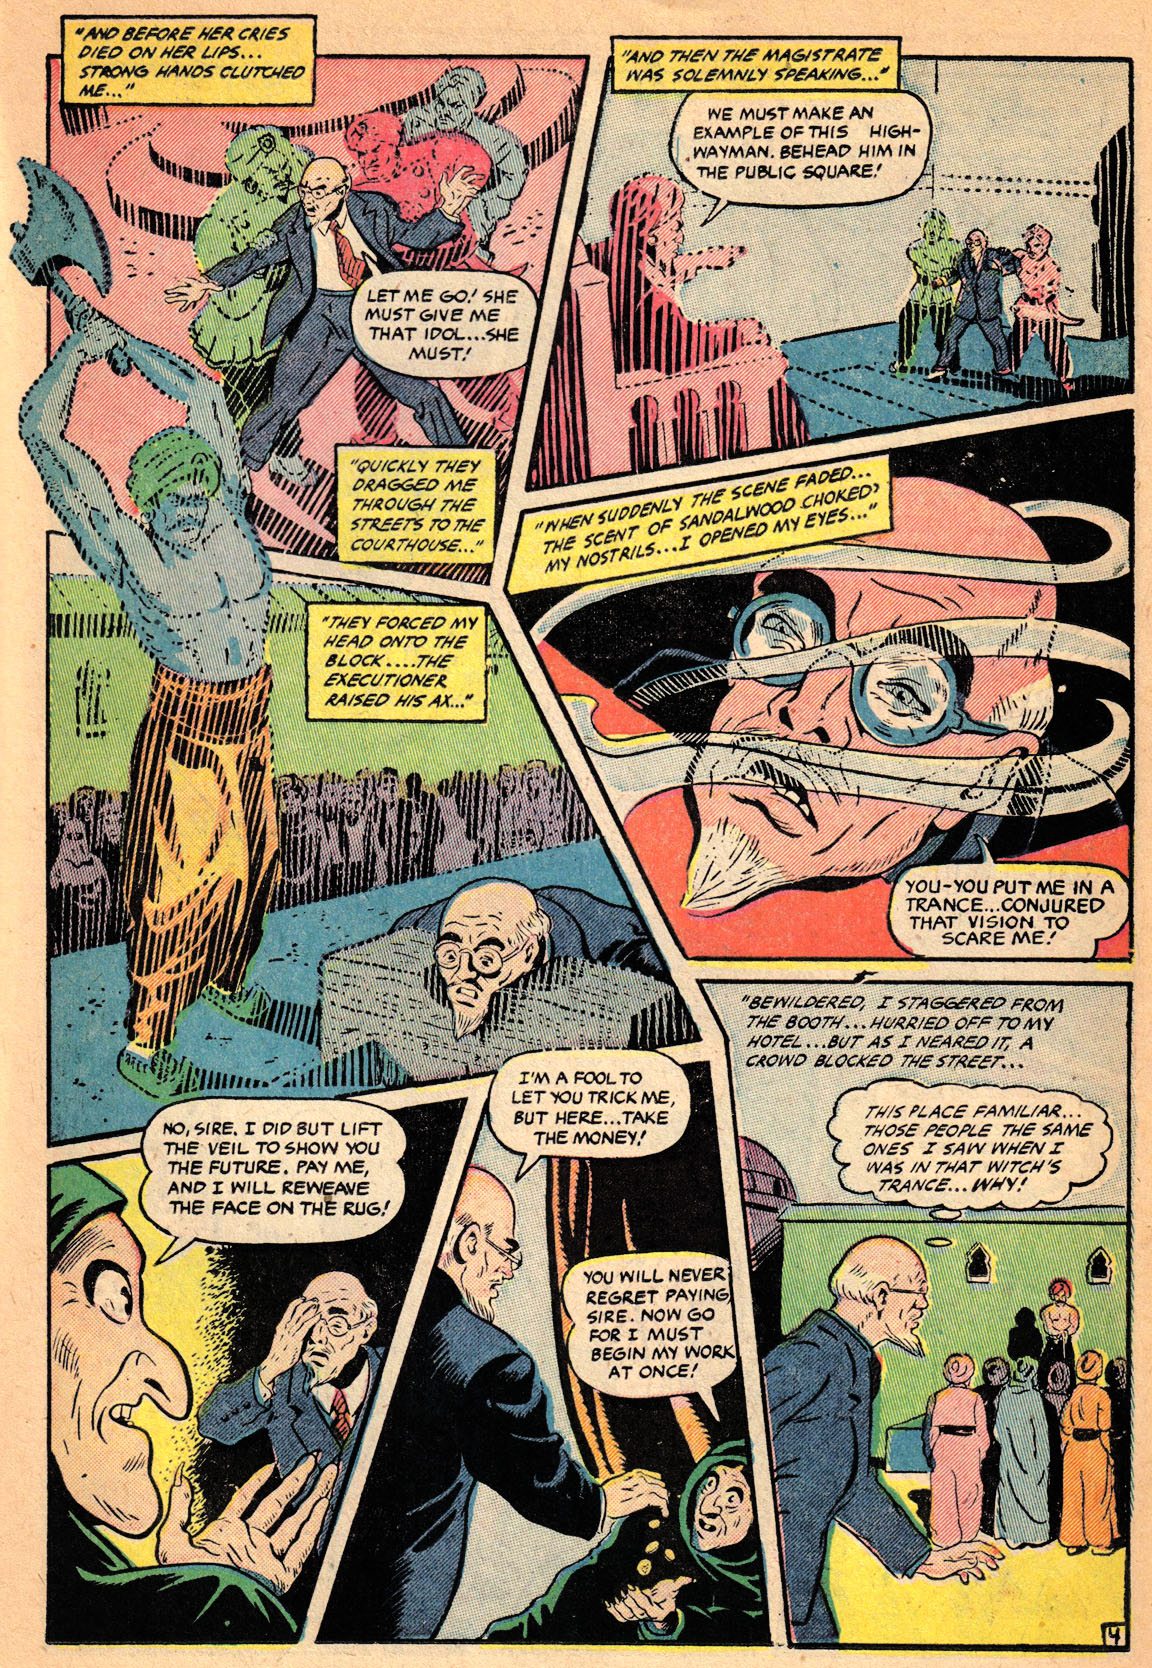 "AND BEFORE HER CRIES
DIED ON HER LIPS...
STRONG HANDS CLUTCHED
ME..."
LET ME GO! SHE
MUST GIVE ME
THAT IDOL...SHE
MUST!
"QUICKLY THEY
DRAGGED ME
THROUGH THE
STREETS TO THE
COURTHOUSE..."
"AND THEN THE MAGISTRATE
WAS SOLEMNLY SPEAKING..."
WE MUST MAKE AN
EXAMPLE OF THIS HIGH-
WAYMAN. BEHEAD HIM IN
THE PUBLIC SQUARE!
"THEY FORCED MY
HEAD ONTO THE
BLOCK.....THE
EXECUTIONER
RAISED HIS AX..."
"WHEN SUDDENLY THE SCENE FADED...
THE SCENT OF SANDALWOOD CHOKED
MY NOSTRILS...I OPENED MY EYES..."
YOU-YOU PUT ME IN A
TRANCE...CONJURED
THAT VISION TO
SCARE ME!
NO, SIRE. I DID BUT LIFT
THE VEIL TO SHOW YOU
THE FUTURE. PAY ME,
AND I WILL REWEAVE
THE FACE ON THE RUG!
I'M A FOOL TO
LET YOU TRICK ME,
BUT HERE...TAKE
THE MONEY!
YOU WILL NEVER
REGRET PAYING,
SIRE. NOW GO
FOR I MUST
BEGIN MY WORK
AT ONCE!
"BEWILDERED, I STAGGERED FROM
THE BOOTH...HURRIED OFF TO MY
HOTEL...BUT AS I NEARED IT, A
CROWD BLOCKED THE STREET...
THIS PLACE FAMILIAR...
THOSE PEOPLE THE SAME
ONES I SAW WHEN I
WAS IN THAT WITCH'S
TRANCE...WHY!
4